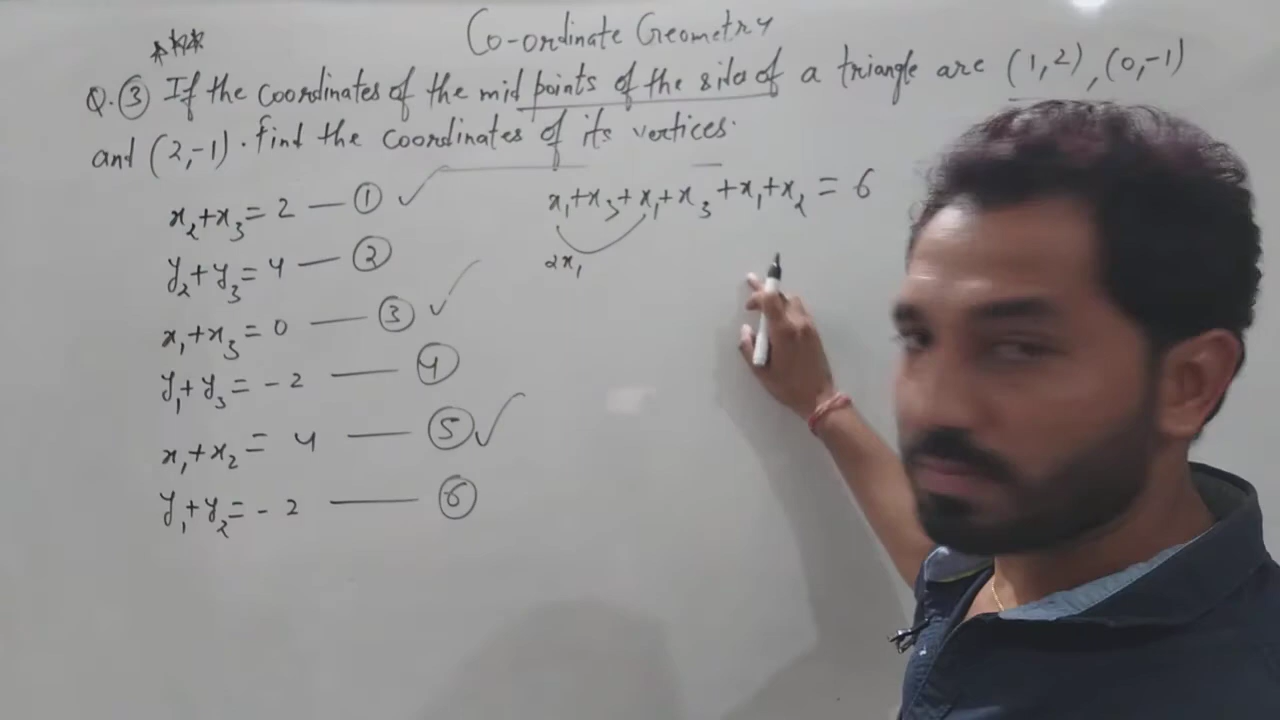 Co-ordinate Geometry
***
Q.③ If the coordinates of the mid points of the sides of a triangle are (1,2), (0,-1)
and (2,-1). find the coordinates of its vertices.
x₂+x₃=2 — ①
y₂+y₃=4 — ②
x₁+x₃=0 — ③
y₁+y₃=-2 — ④
x₁+x₂= 4 — ⑤
y₁+y₂=-2 — ⑥
x₁+x₃+x₁+x₃+x₁+x₂=6
2x₁